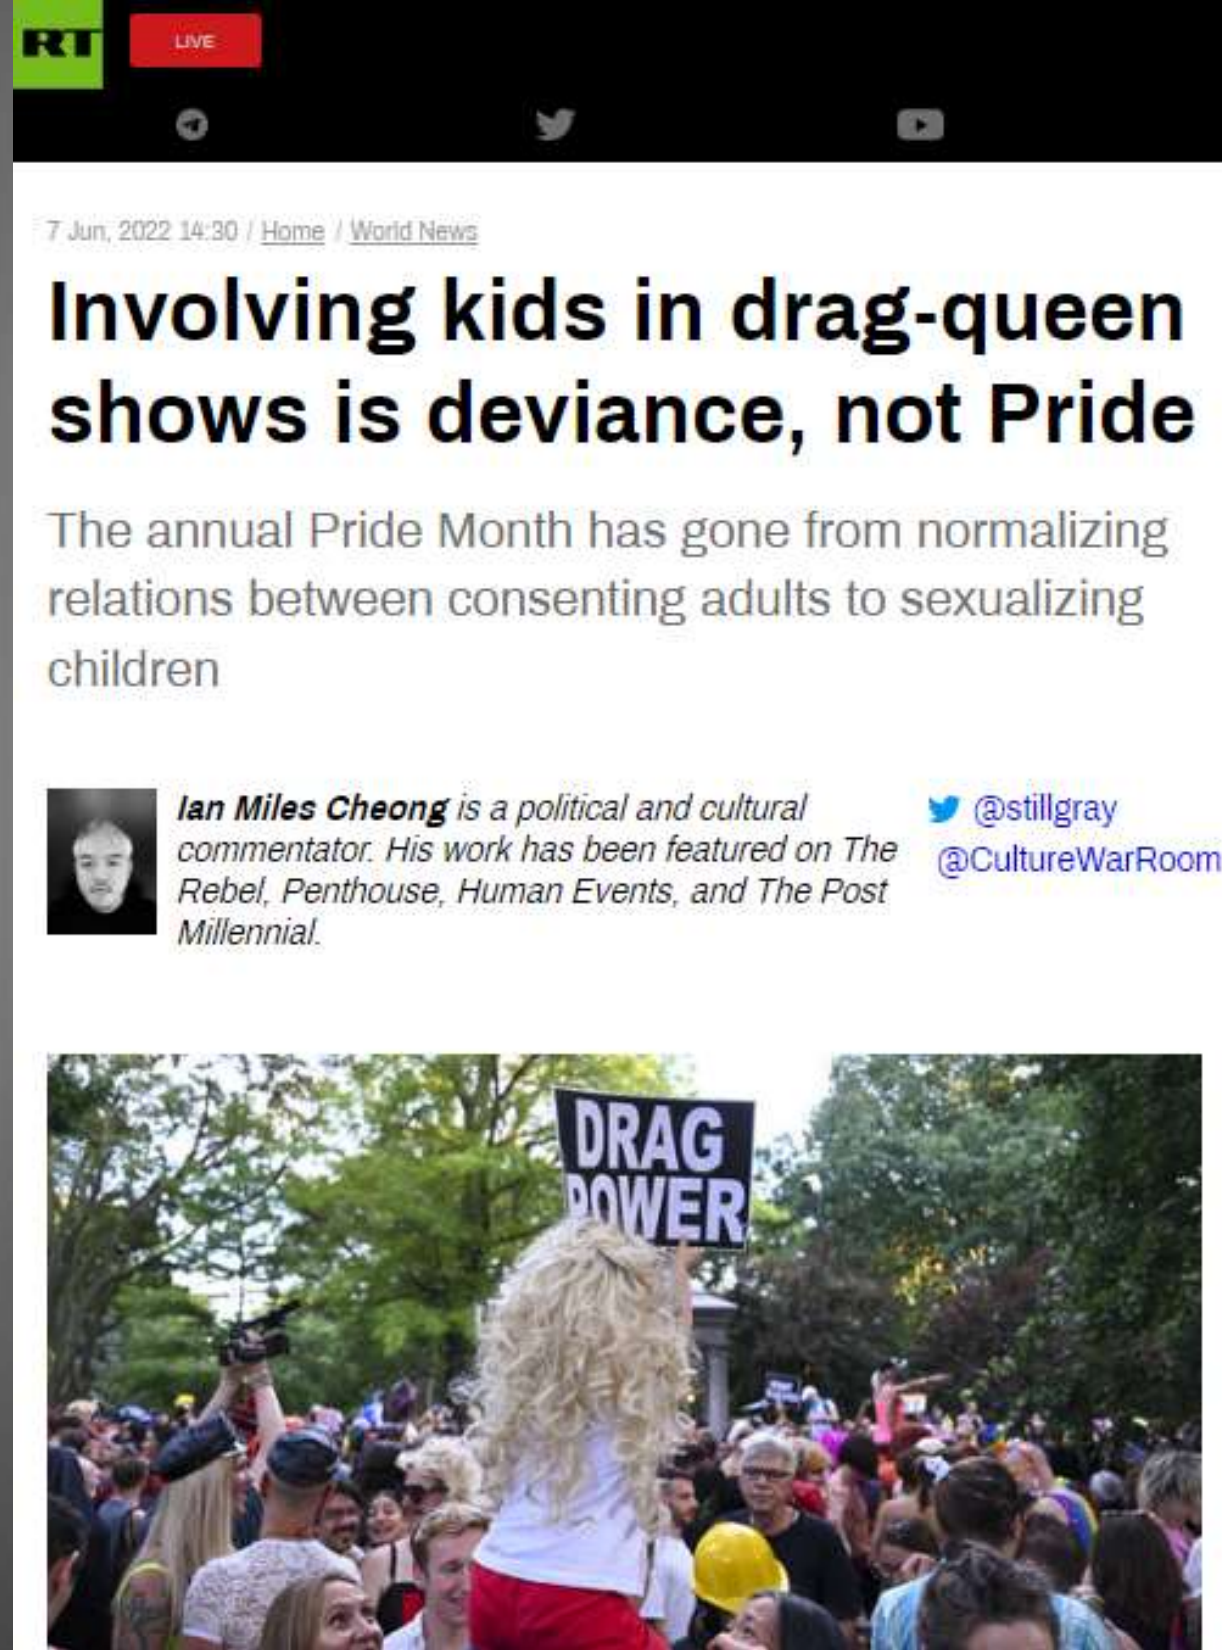 RT
LIVE
7 Jun, 2022 14:30 / Home / World News
Involving kids in drag-queen
shows is deviance, not Pride
The annual Pride Month has gone from normalizing
relations between consenting adults to sexualizing
children
Ian Miles Cheong is a political and cultural
commentator. His work has been featured on The
Rebel, Penthouse, Human Events, and The Post
Millennial.
@stillgray
@CultureWarRoom
DRAG
POWER